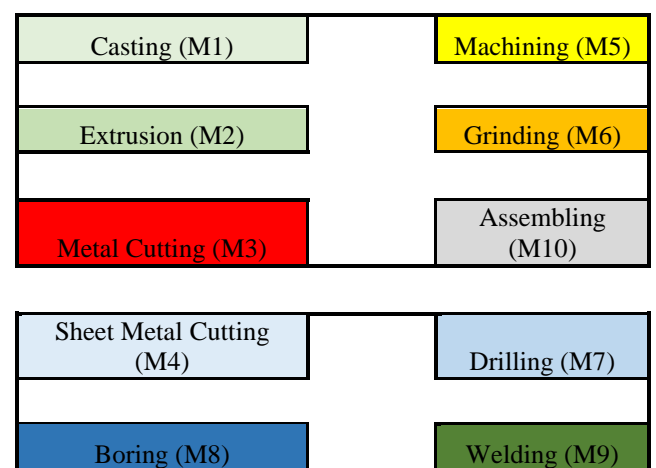 Casting (M1)
Machining (M5)
Extrusion (M2)
Grinding (M6)
Metal Cutting (M3)
Assembling
(M10)
Sheet Metal Cutting
(M4)
Drilling (M7)
Boring (M8)
Welding (M9)